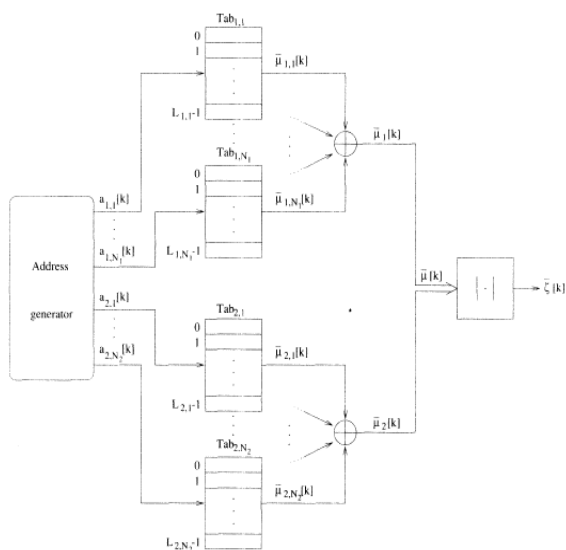 Tab1,1
0
1
L1,1-1
μ̄1,1[k]
μ̄1[k]
Tab1,N1
0
1
L1,N1-1
μ̄1,N1[k]
Address
generator
a1,1[k]
a1,N1[k]
a2,1[k]
a2,N2[k]
μ̄[k]
| · |
ζ̄[k]
Tab2,1
0
1
L2,1-1
μ̄2,1[k]
μ̄2[k]
Tab2,N2
0
1
L2,N2-1
μ̄2,N2[k]